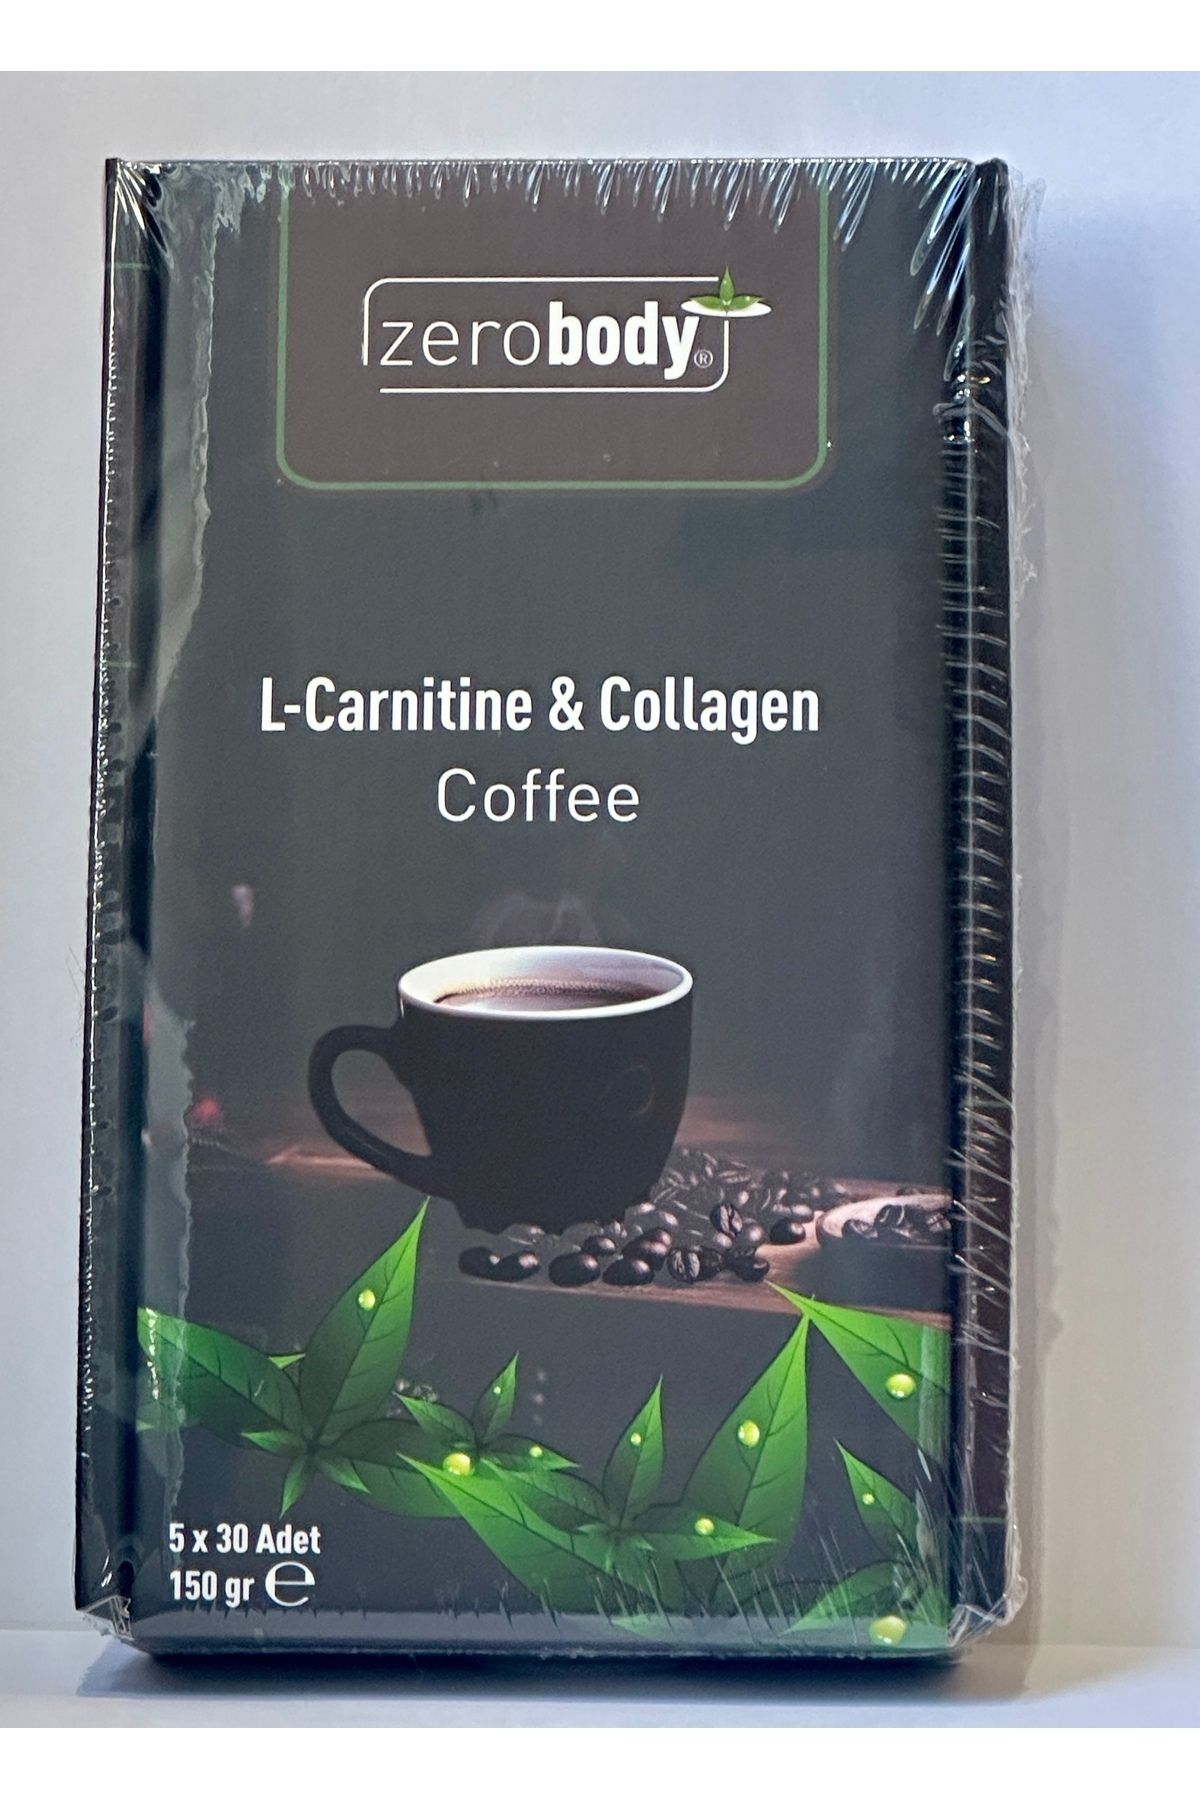 zerobody®
L-Carnitine & Collagen
Coffee
5 x 30 Adet
150 gr ℮